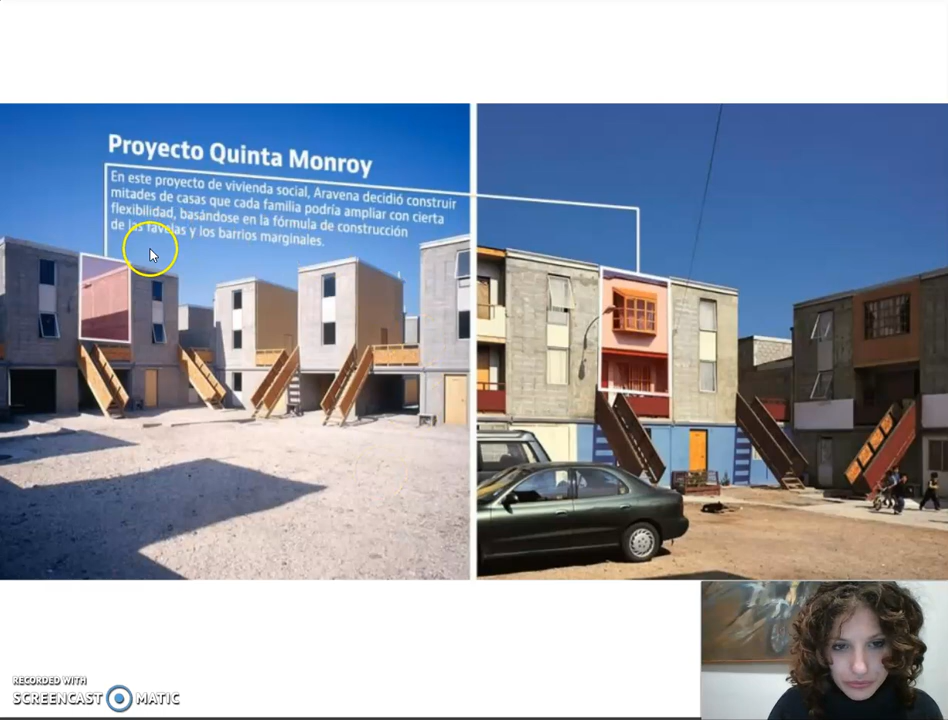 Proyecto Quinta Monroy
En este proyecto de vivienda social, Aravena decidió construir
mitades de casas que cada familia podría ampliar con cierta
flexibilidad, basándose en la fórmula de construcción
de las favelas y los barrios marginales.
RECORDED WITH
SCREENCAST MATIC